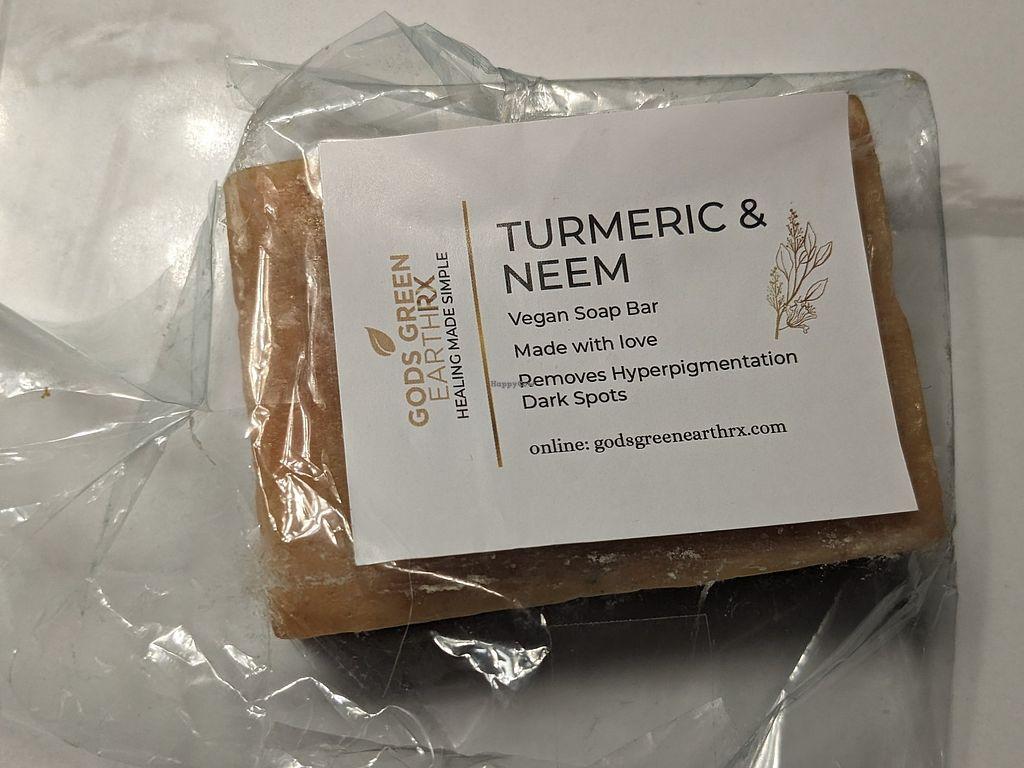 GODS GREEN
EARTHRX
HEALING MADE SIMPLE
TURMERIC &
NEEM
Vegan Soap Bar
Made with love
Removes Hyperpigmentation
Dark Spots
online: godsgreenearthrx.com